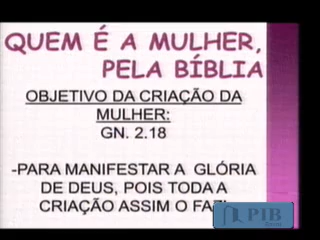 QUEM É A MULHER,
PELA BÍBLIA
OBJETIVO DA CRIAÇÃO DA
MULHER:
GN. 2.18
-PARA MANIFESTAR A GLÓRIA
DE DEUS, POIS TODA A
CRIAÇÃO ASSIM O FAZ!
PIB